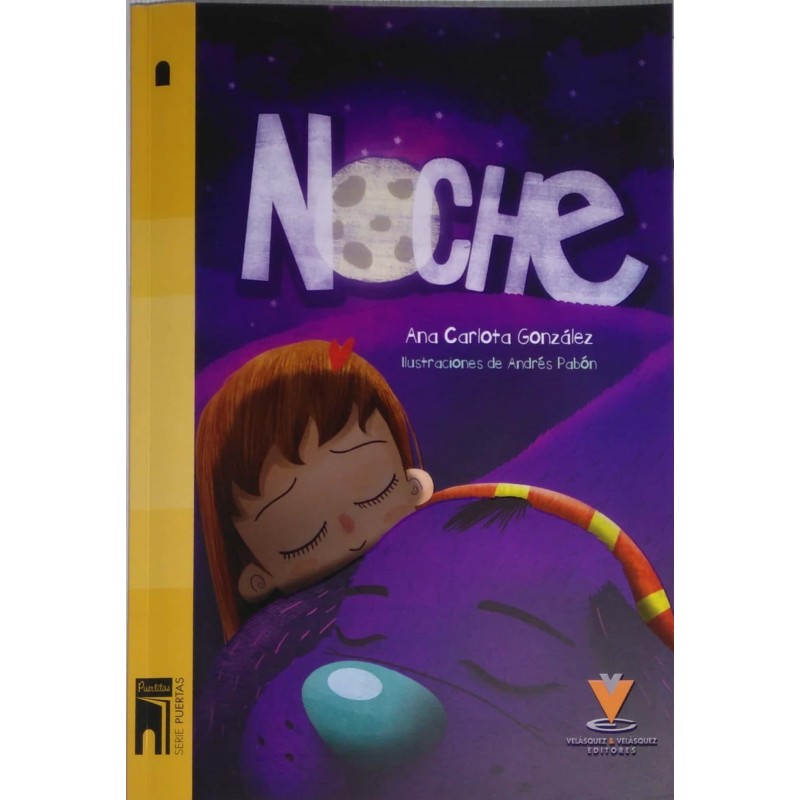 NOCHE
Ana Carlota González
Ilustraciones de Andrés Pabón
Puertitas
SERIE PUERTAS
VELÁSQUEZ & VELÁSQUEZ
EDITORES